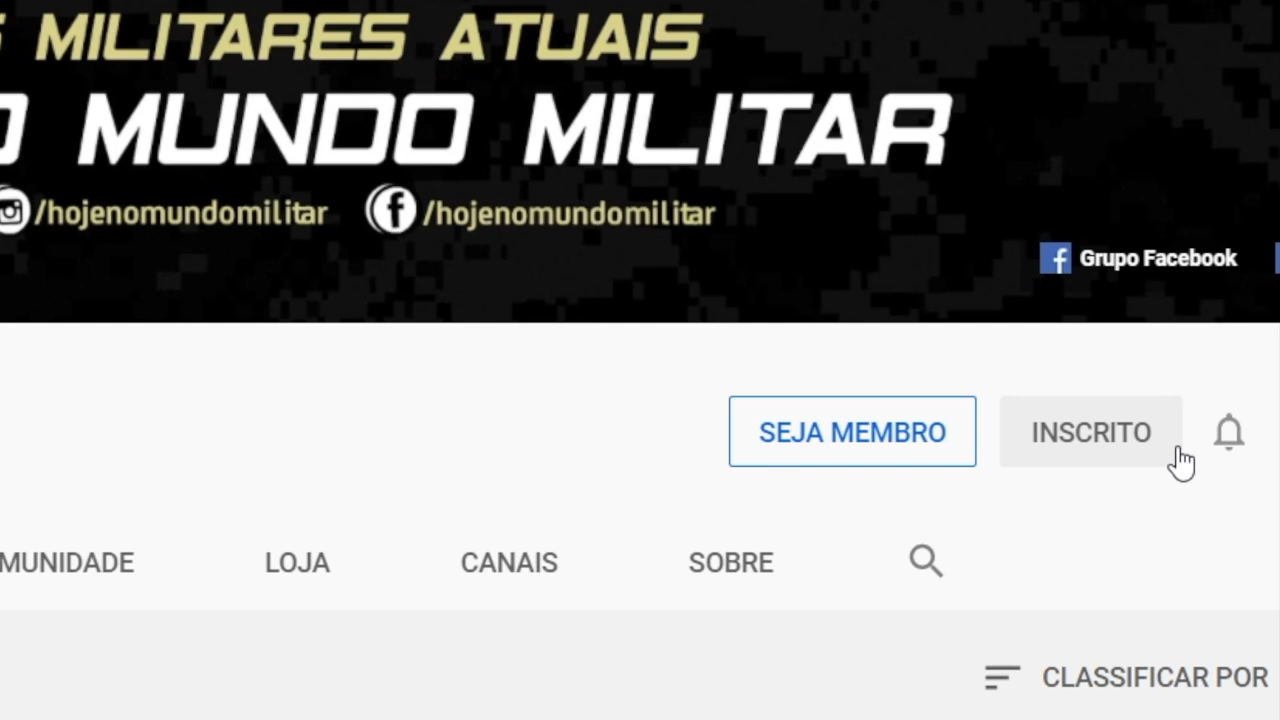 MILITARES ATUAIS
MUNDO MILITAR
/hojenomundomilitar /hojenomundomilitar
Grupo Facebook
SEJA MEMBRO INSCRITO
MUNIDADE LOJA CANAIS SOBRE
CLASSIFICAR POR